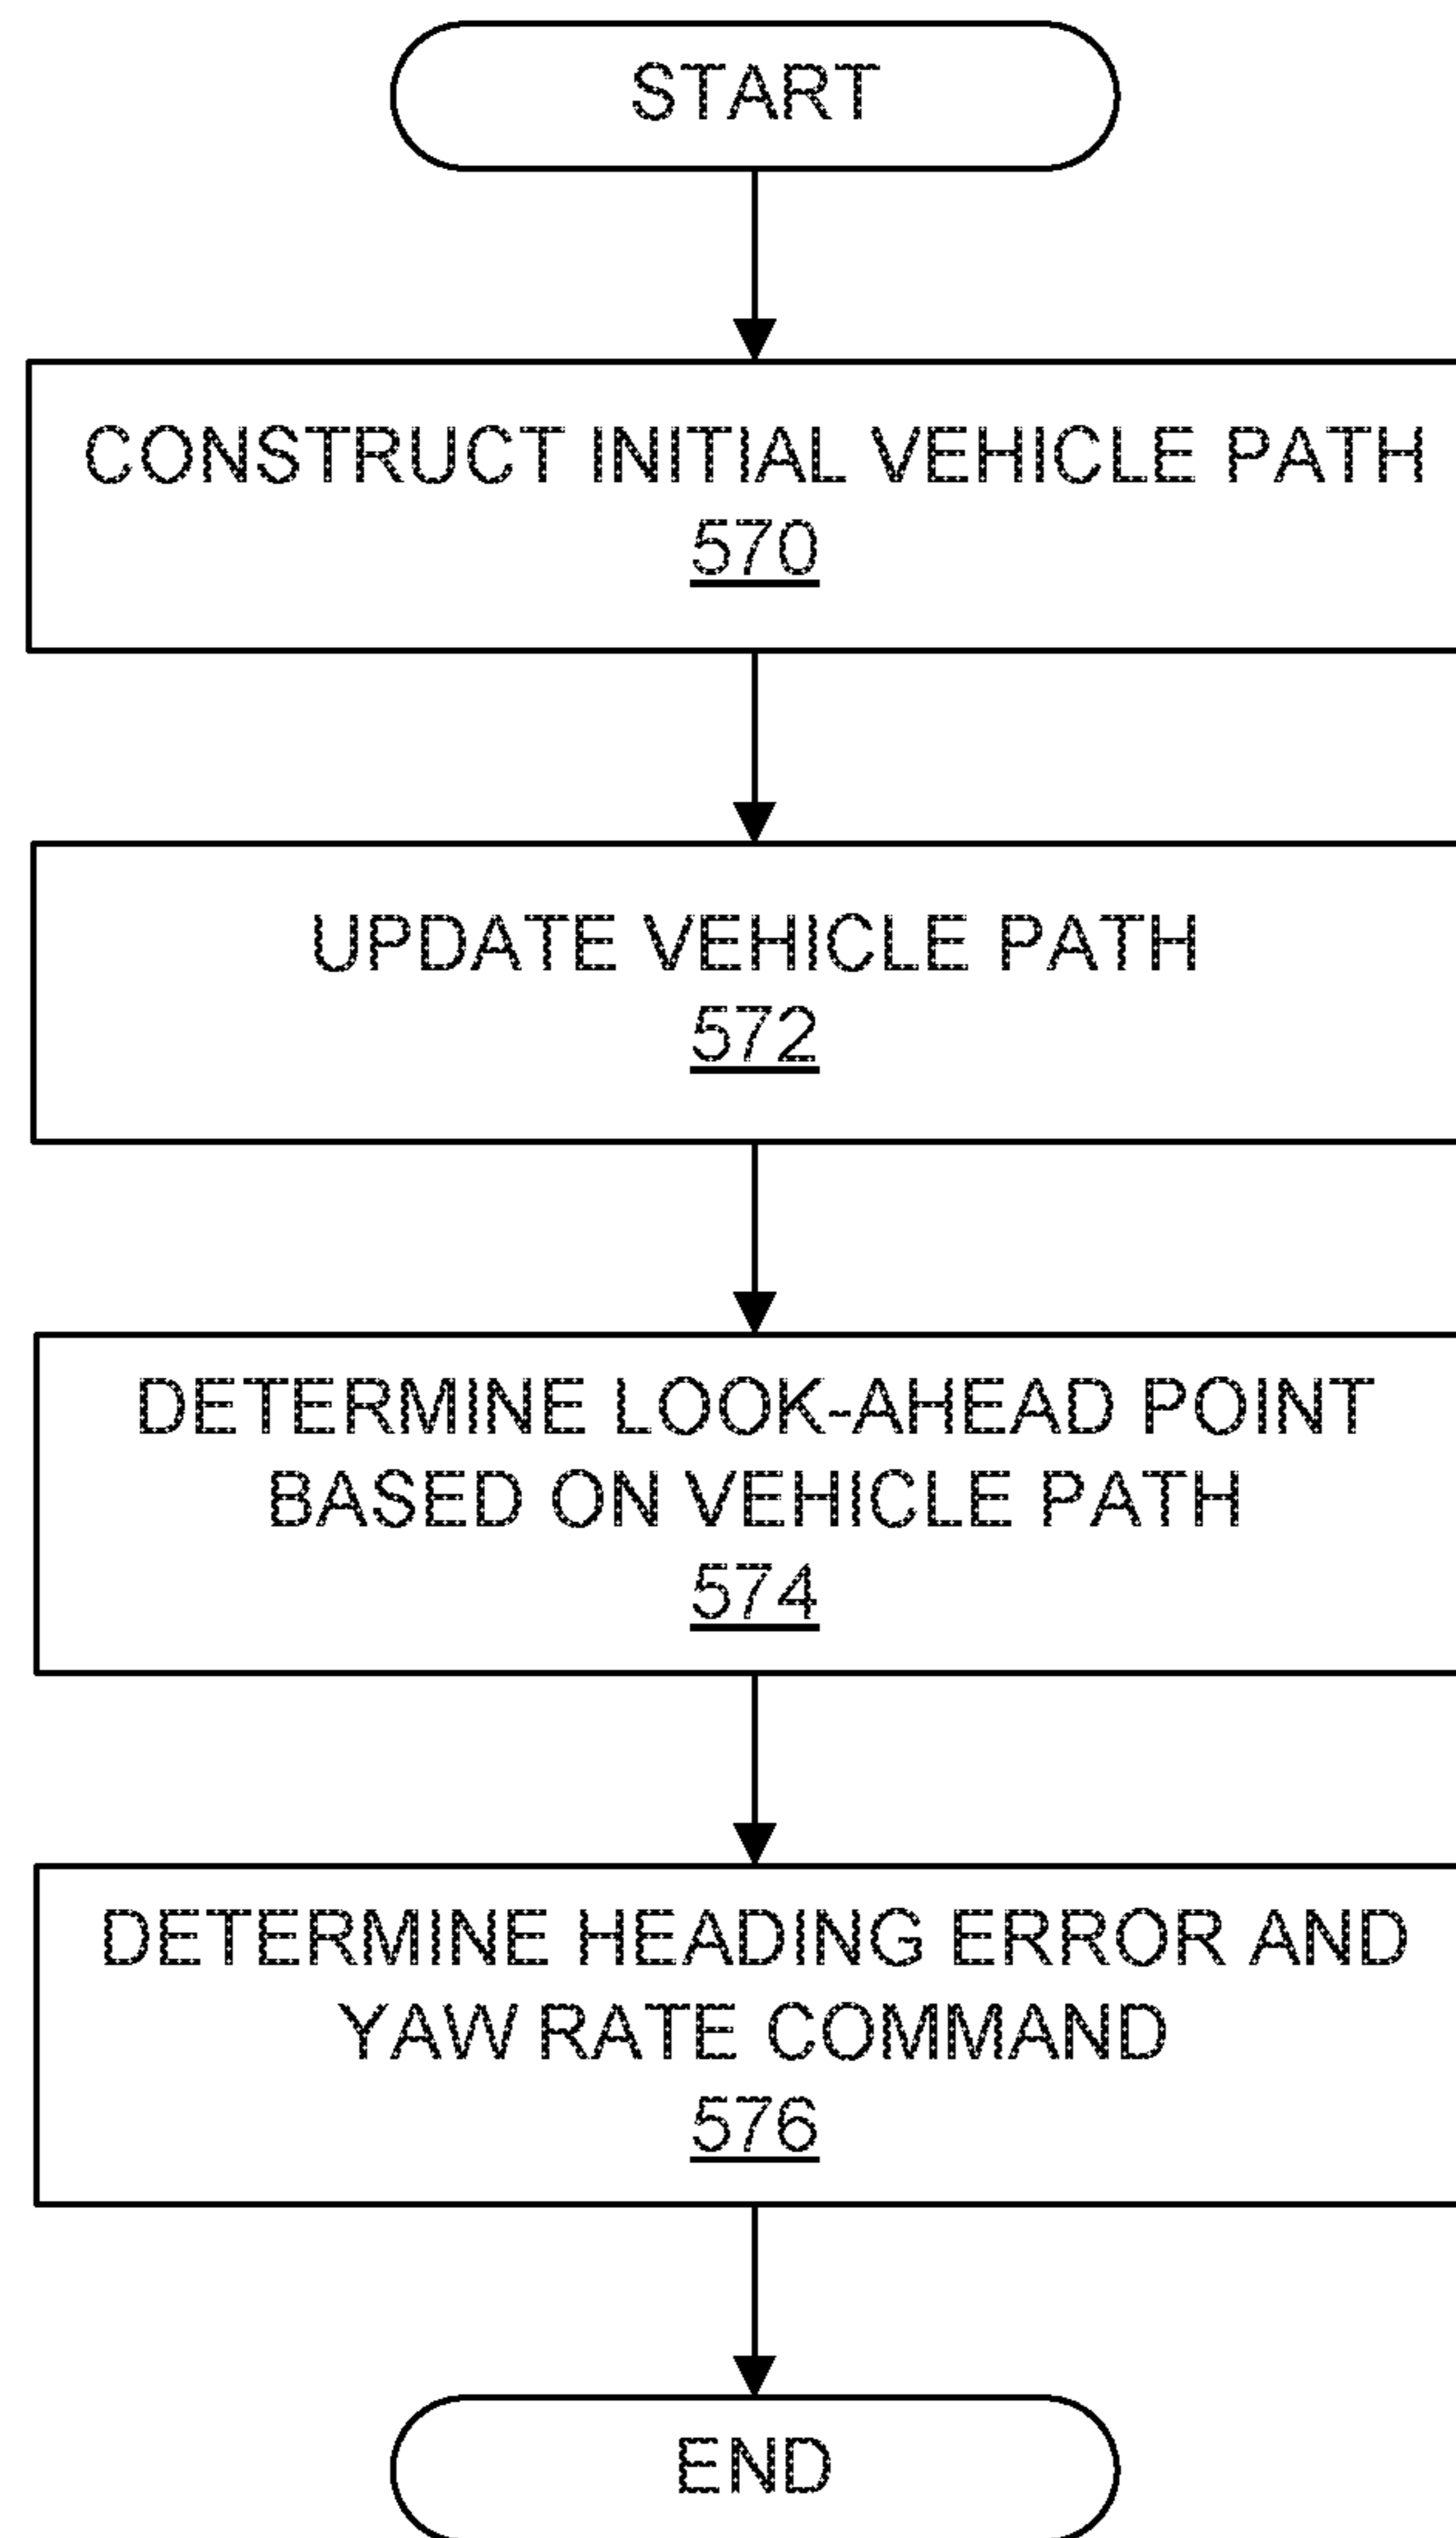 START
CONSTRUCT INITIAL VEHICLE PATH
570
UPDATE VEHICLE PATH
572
DETERMINE LOOK-AHEAD POINT
BASED ON VEHICLE PATH
574
DETERMINE HEADING ERROR AND
YAW RATE COMMAND
576
END